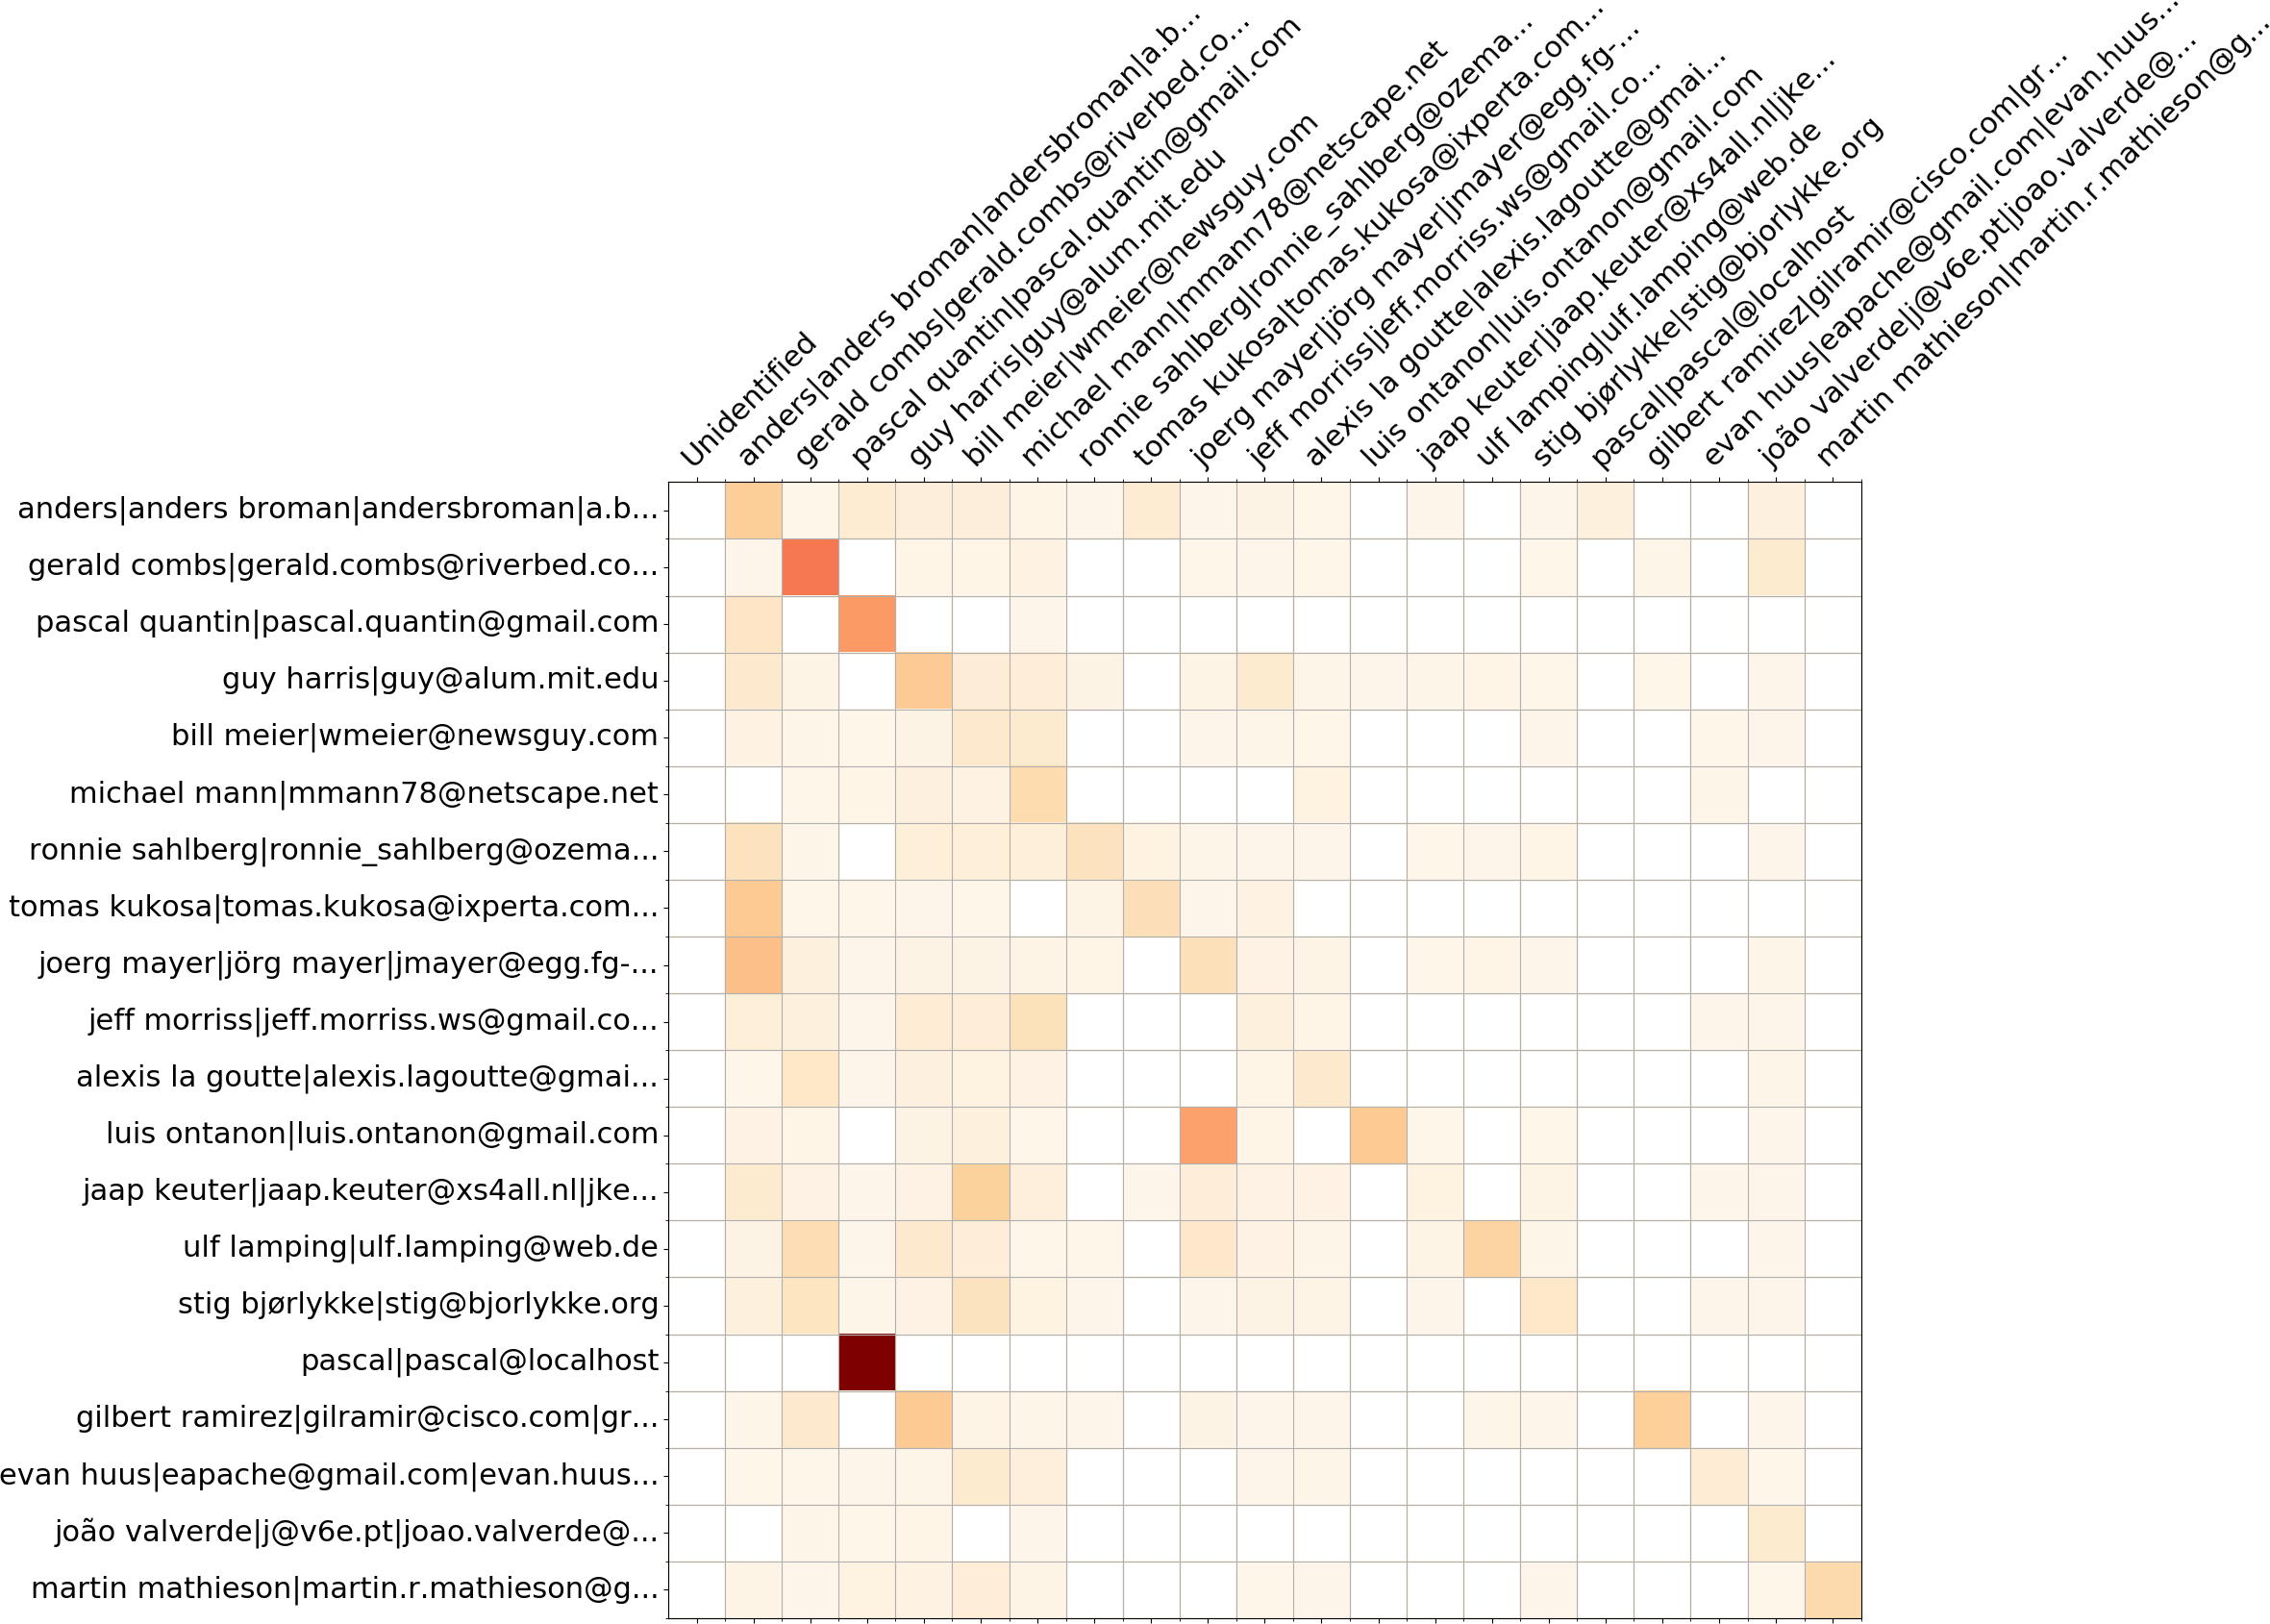 Unidentified
anders|anders broman|andersbroman|a.b...
gerald combs|gerald.combs@riverbed.co...
pascal quantin|pascal.quantin@gmail.com
guy harris|guy@alum.mit.edu
bill meier|wmeier@newsguy.com
michael mann|mmann78@netscape.net
ronnie sahlberg|ronnie_sahlberg@ozema...
tomas kukosa|tomas.kukosa@ixperta.com...
joerg mayer|jörg mayer|jmayer@egg.fg-...
jeff morriss|jeff.morriss.ws@gmail.co...
alexis la goutte|alexis.lagoutte@gmai...
luis ontanon|luis.ontanon@gmail.com
jaap keuter|jaap.keuter@xs4all.nl|jke...
ulf lamping|ulf.lamping@web.de
stig bjørlykke|stig@bjorlykke.org
pascal|pascal@localhost
gilbert ramirez|gilramir@cisco.com|gr...
evan huus|eapache@gmail.com|evan.huus...
joão valverde|j@v6e.pt|joao.valverde@...
martin mathieson|martin.r.mathieson@g...
anders|anders broman|andersbroman|a.b...
gerald combs|gerald.combs@riverbed.co...
pascal quantin|pascal.quantin@gmail.com
guy harris|guy@alum.mit.edu
bill meier|wmeier@newsguy.com
michael mann|mmann78@netscape.net
ronnie sahlberg|ronnie_sahlberg@ozema...
tomas kukosa|tomas.kukosa@ixperta.com...
joerg mayer|jörg mayer|jmayer@egg.fg-...
jeff morriss|jeff.morriss.ws@gmail.co...
alexis la goutte|alexis.lagoutte@gmai...
luis ontanon|luis.ontanon@gmail.com
jaap keuter|jaap.keuter@xs4all.nl|jke...
ulf lamping|ulf.lamping@web.de
stig bjørlykke|stig@bjorlykke.org
pascal|pascal@localhost
gilbert ramirez|gilramir@cisco.com|gr...
evan huus|eapache@gmail.com|evan.huus...
joão valverde|j@v6e.pt|joao.valverde@...
martin mathieson|martin.r.mathieson@g...